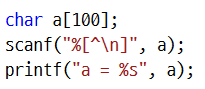 char a[100];
scanf("%[^\n]", a);
printf("a = %s", a);